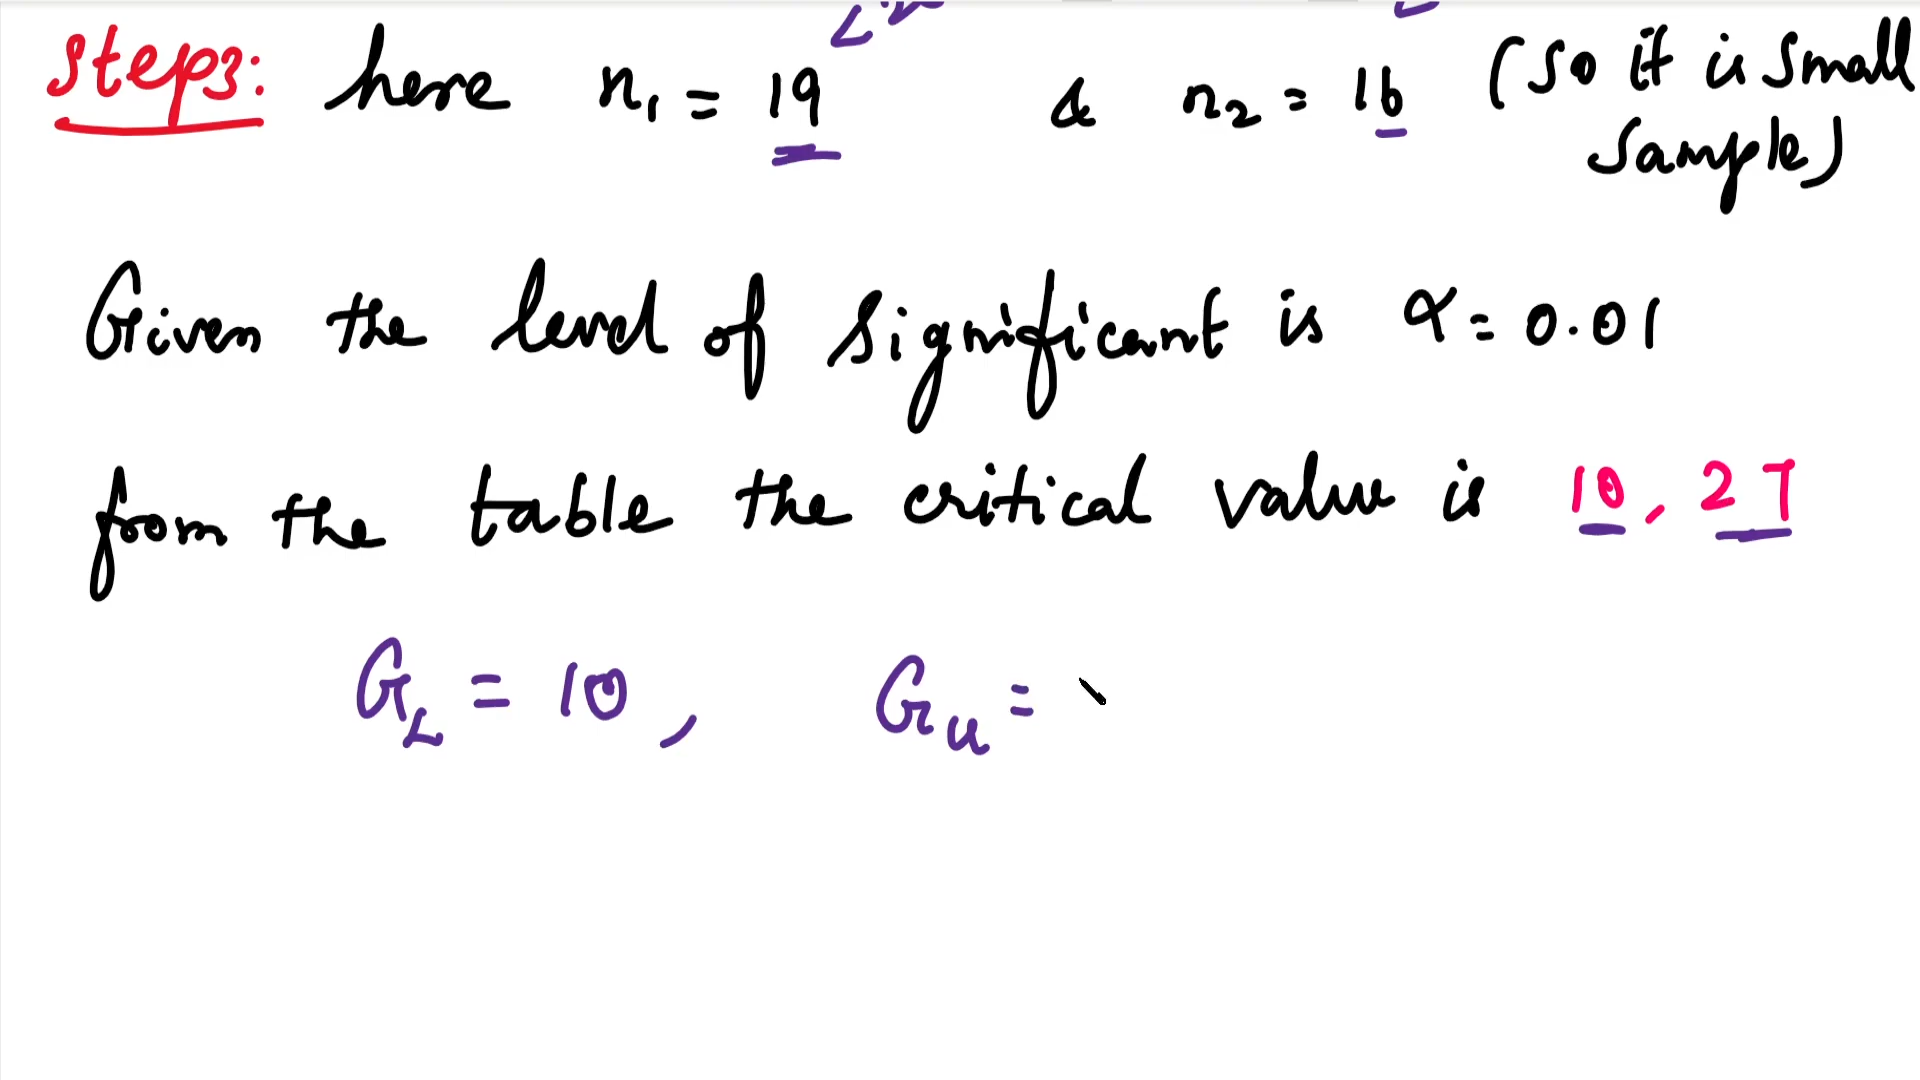 Step3: here n₁ = 19 & n₂ = 16 (So it is Small
Sample)
Given the level of significant is α = 0.01
from the table the critical value is 10, 27
G_L = 10, G_u =